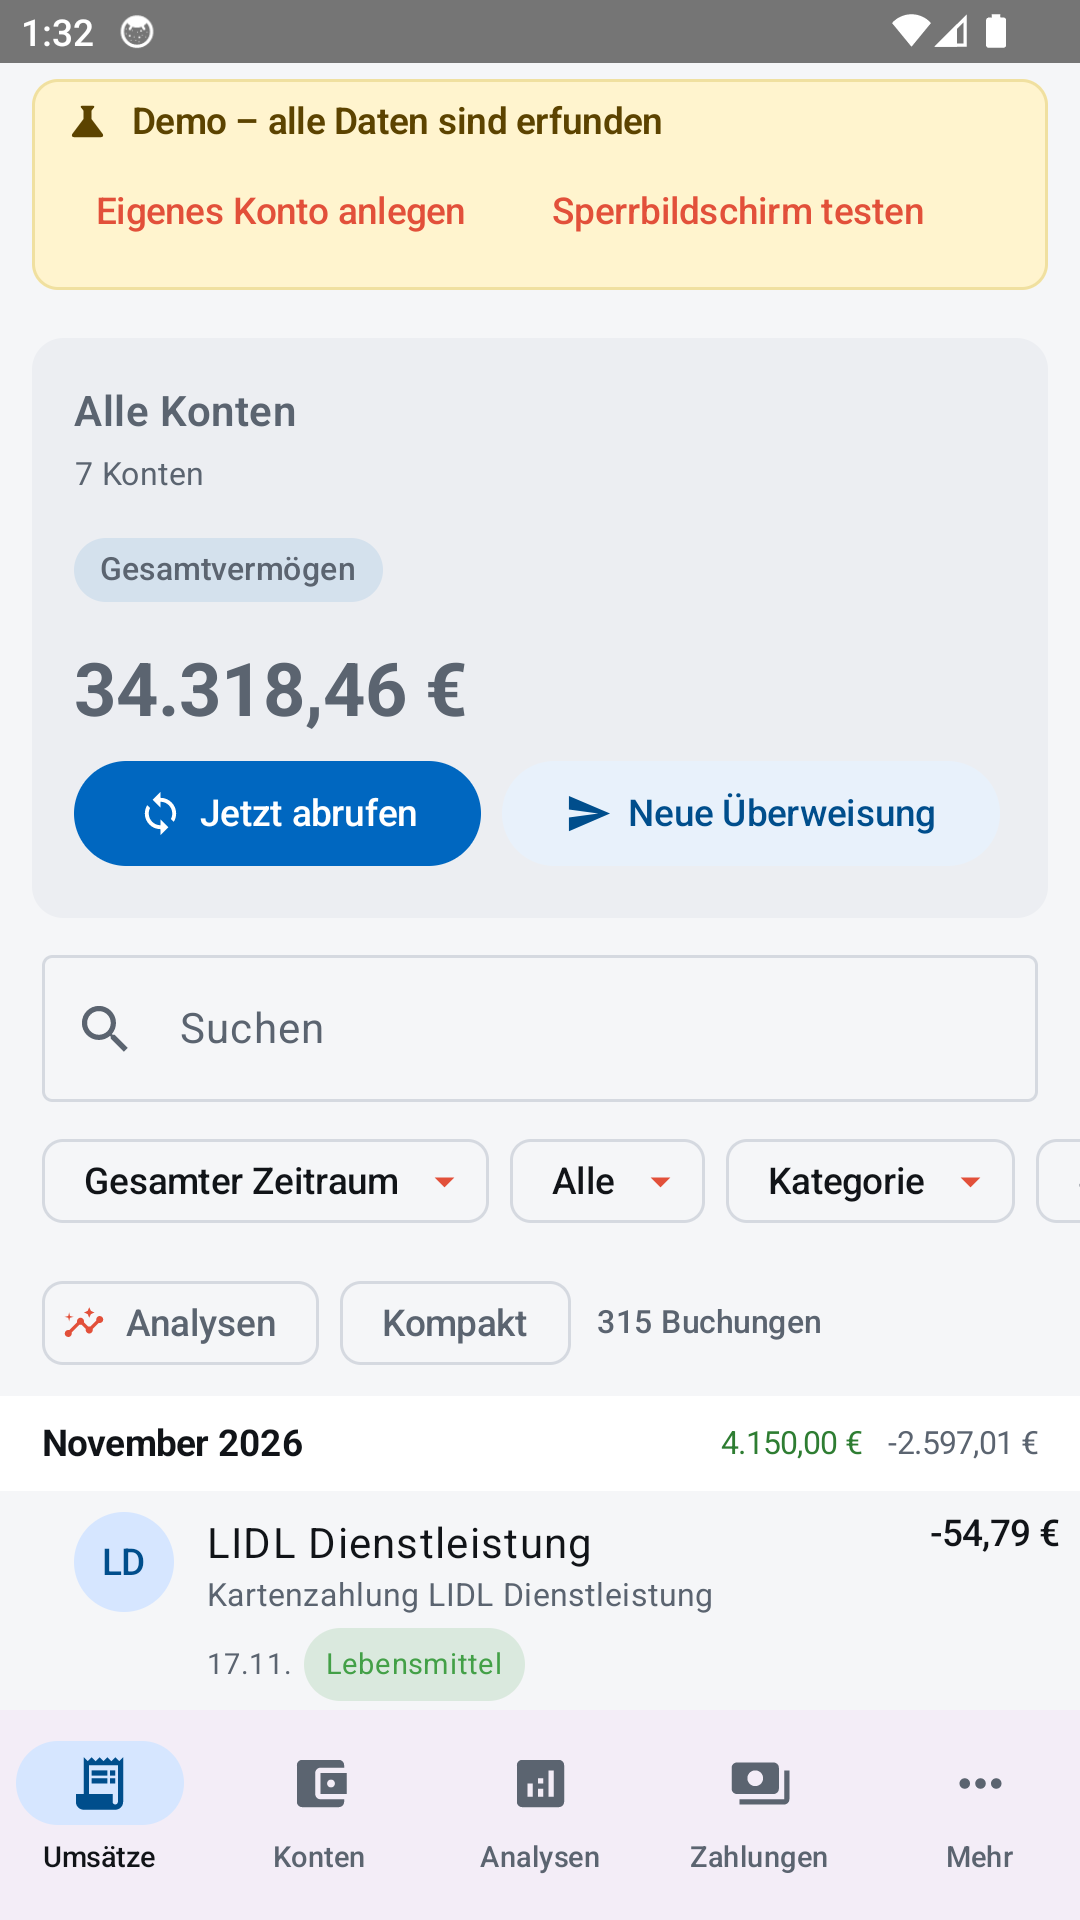 1:32
Demo – alle Daten sind erfunden
Eigenes Konto anlegen
Sperrbildschirm testen
Alle Konten
7 Konten
Gesamtvermögen
34.318,46 €
Jetzt abrufen
Neue Überweisung
Suchen
Gesamter Zeitraum
Alle
Kategorie
Analysen
Kompakt
315 Buchungen
November 2026
4.150,00 € -2.597,01 €
LD
LIDL Dienstleistung
-54,79 €
Kartenzahlung LIDL Dienstleistung
17.11.
Lebensmittel
Umsätze
Konten
Analysen
Zahlungen
Mehr